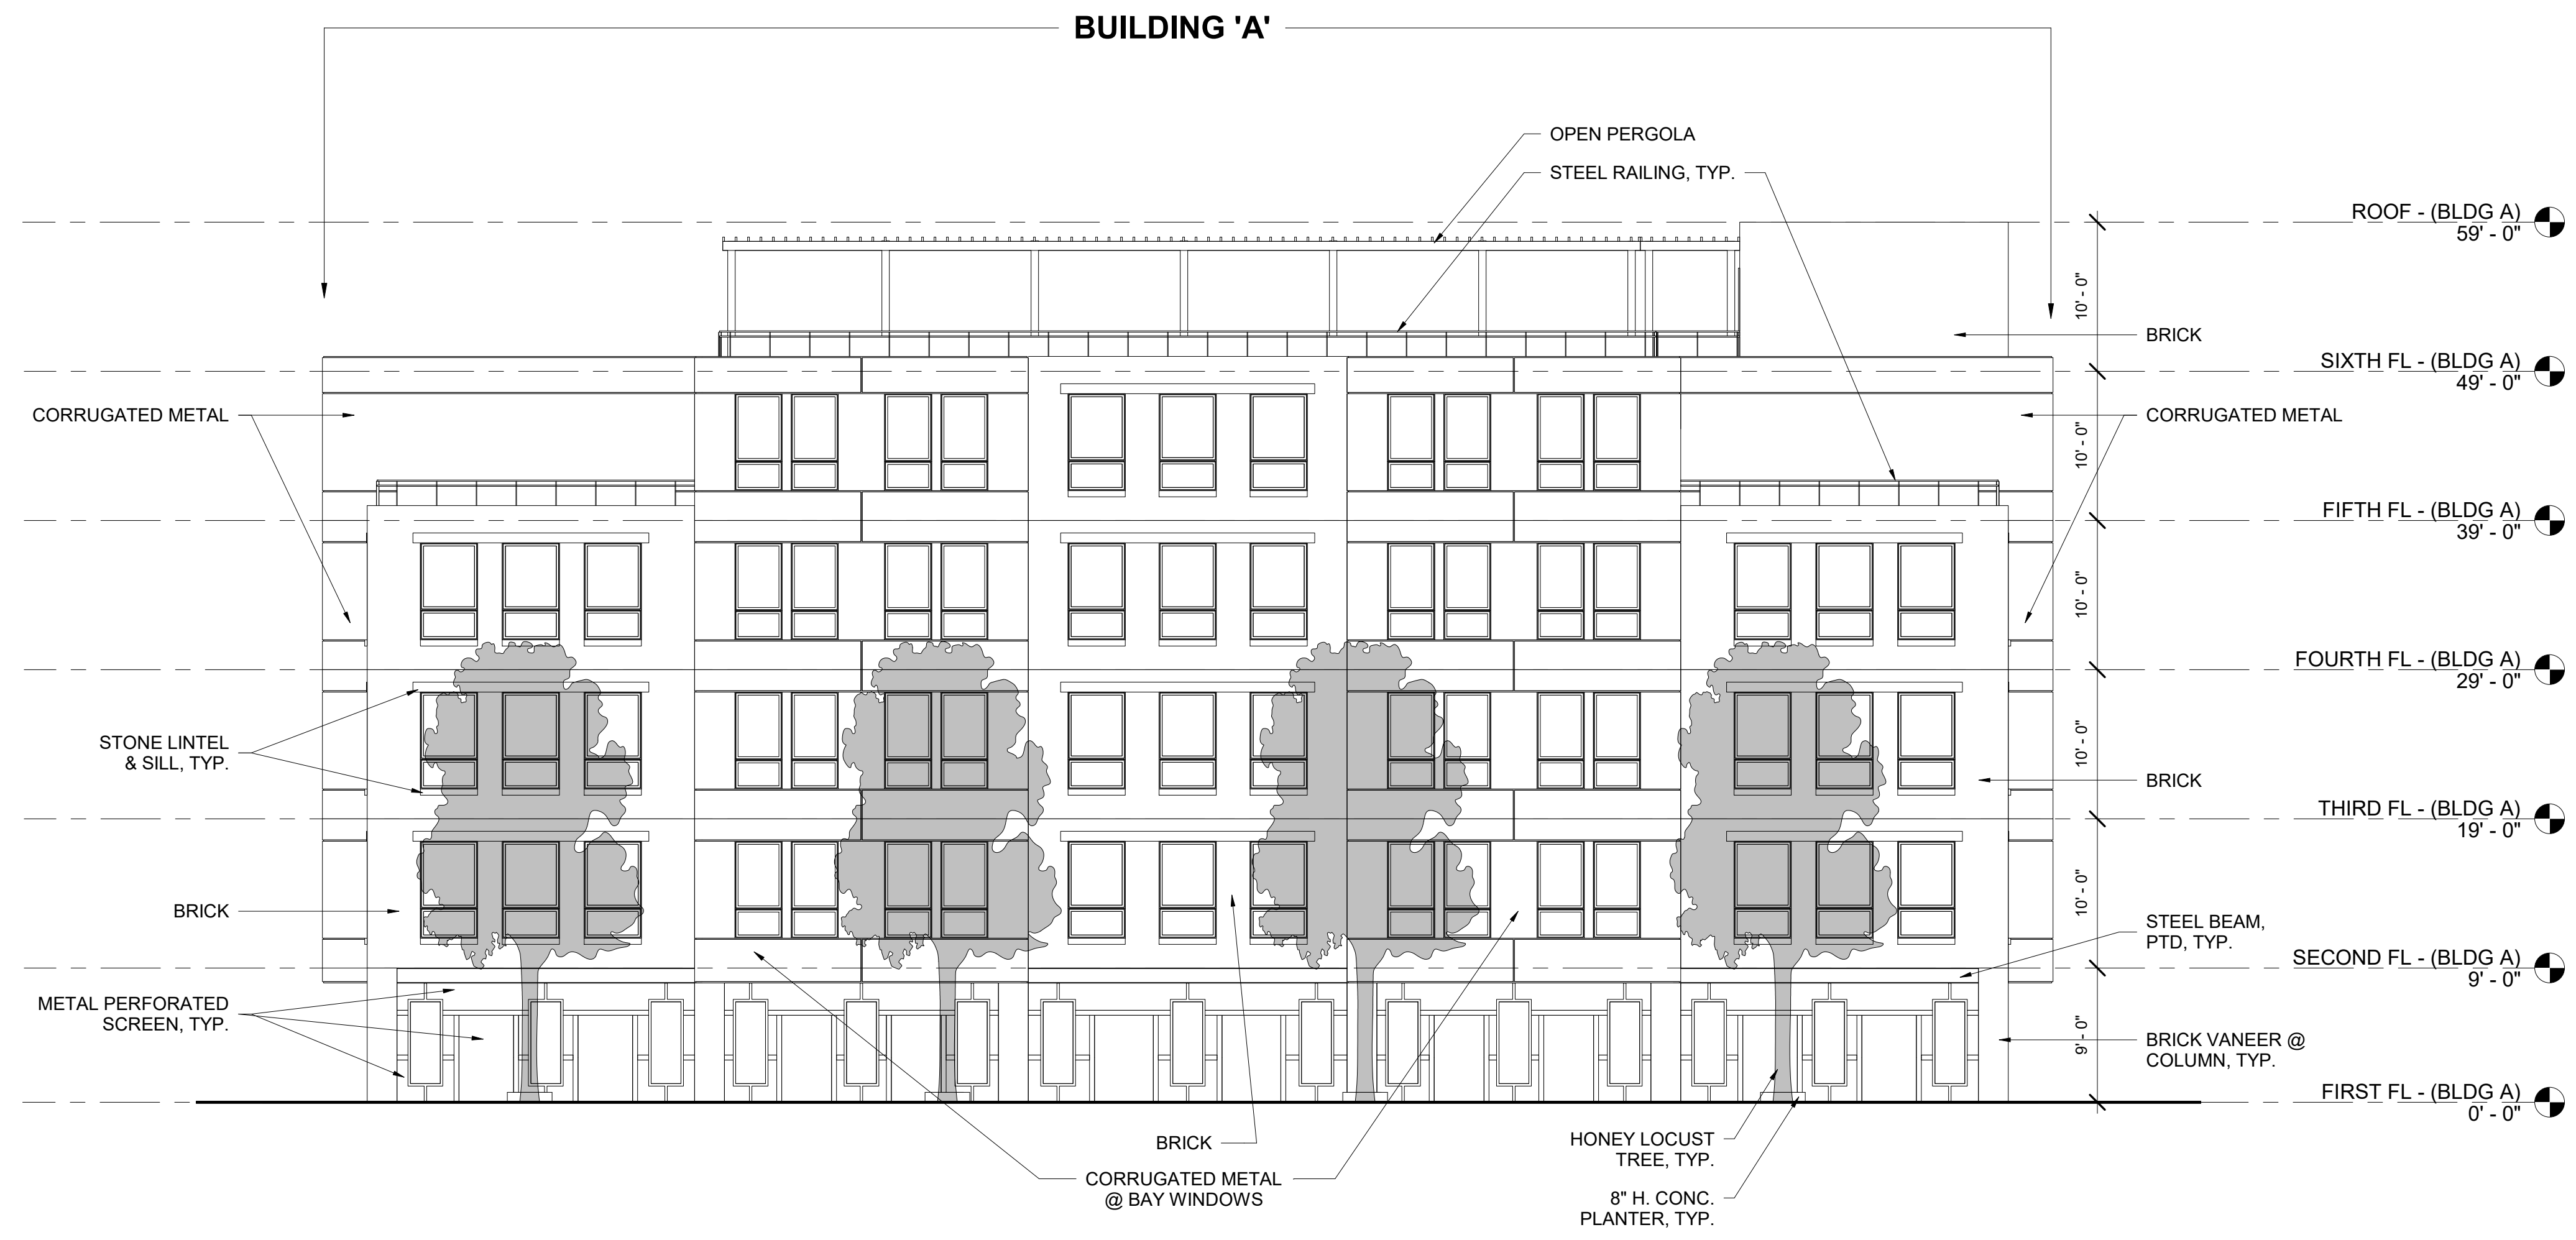 BUILDING 'A'
OPEN PERGOLA
STEEL RAILING, TYP.
ROOF - (BLDG A)
59' - 0"
10' - 0"
BRICK
SIXTH FL - (BLDG A)
49' - 0"
CORRUGATED METAL
CORRUGATED METAL
10' - 0"
FIFTH FL - (BLDG A)
39' - 0"
10' - 0"
FOURTH FL - (BLDG A)
29' - 0"
STONE LINTEL
& SILL, TYP.
10' - 0"
BRICK
THIRD FL - (BLDG A)
19' - 0"
10' - 0"
BRICK
STEEL BEAM,
PTD, TYP.
SECOND FL - (BLDG A)
9' - 0"
METAL PERFORATED
SCREEN, TYP.
9' - 0"
BRICK VANEER @
COLUMN, TYP.
FIRST FL - (BLDG A)
0' - 0"
BRICK
HONEY LOCUST
TREE, TYP.
CORRUGATED METAL
@ BAY WINDOWS
8" H. CONC.
PLANTER, TYP.